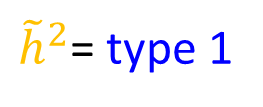 h̃² = type 1